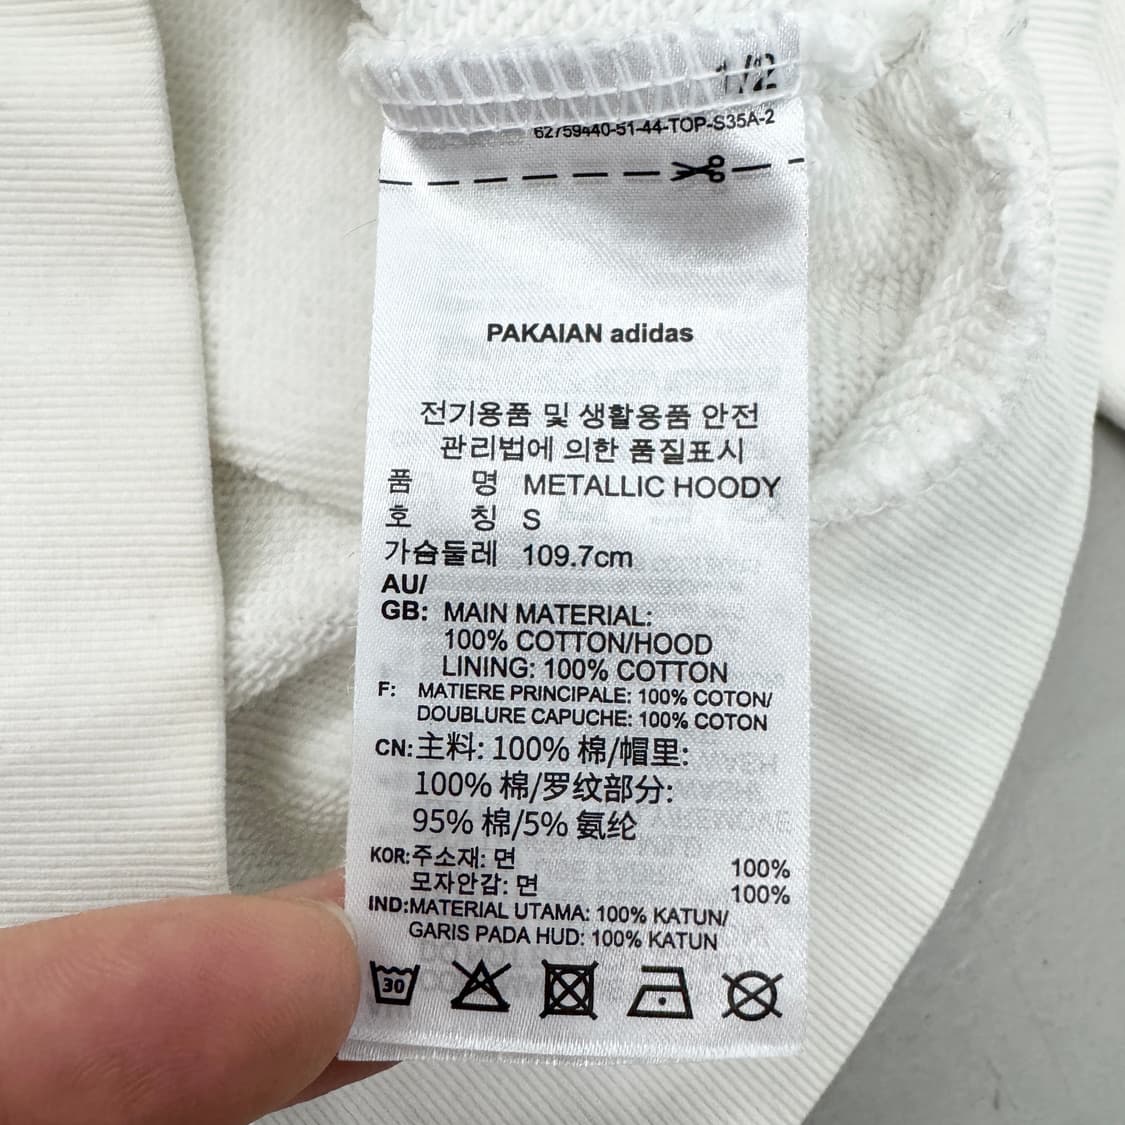 1/2
62759440-51-44-TOP-S35A-2
PAKAIAN adidas
전기용품 및 생활용품 안전
관리법에 의한 품질표시
품 명 METALLIC HOODY
호 칭 S
가슴둘레 109.7cm
AU/
GB: MAIN MATERIAL:
100% COTTON/HOOD
LINING: 100% COTTON
F: MATIERE PRINCIPALE: 100% COTON/
DOUBLURE CAPUCHE: 100% COTON
CN:主料: 100% 棉/帽里:
100% 棉/罗纹部分:
95% 棉/5% 氨纶
KOR:주소재: 면 100%
모자안감: 면 100%
IND:MATERIAL UTAMA: 100% KATUN/
GARIS PADA HUD: 100% KATUN
30